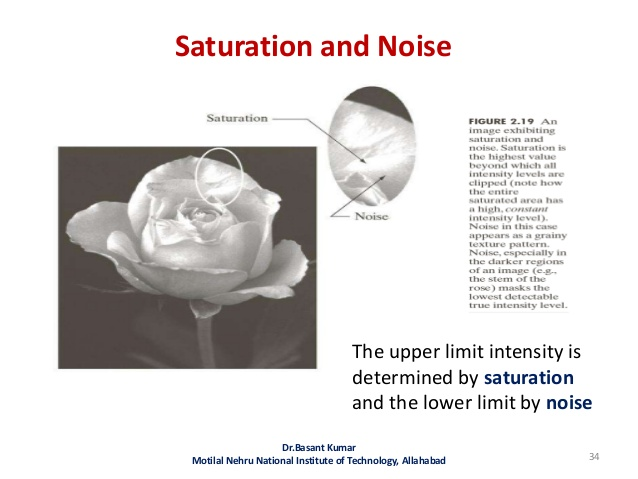 Saturation and Noise
Saturation
Noise
FIGURE 2.19 An
image exhibiting
saturation and
noise. Saturation is
the highest value
beyond which all
intensity levels are
clipped (note how
the entire
saturated area has
a high, constant
intensity level).
Noise in this case
appears as a grainy
texture pattern.
Noise, especially in
the darker regions
of an image (e.g.,
the stem of the
rose) masks the
lowest detectable
true intensity level.
The upper limit intensity is
determined by saturation
and the lower limit by noise
Dr.Basant Kumar
Motilal Nehru National Institute of Technology, Allahabad
34